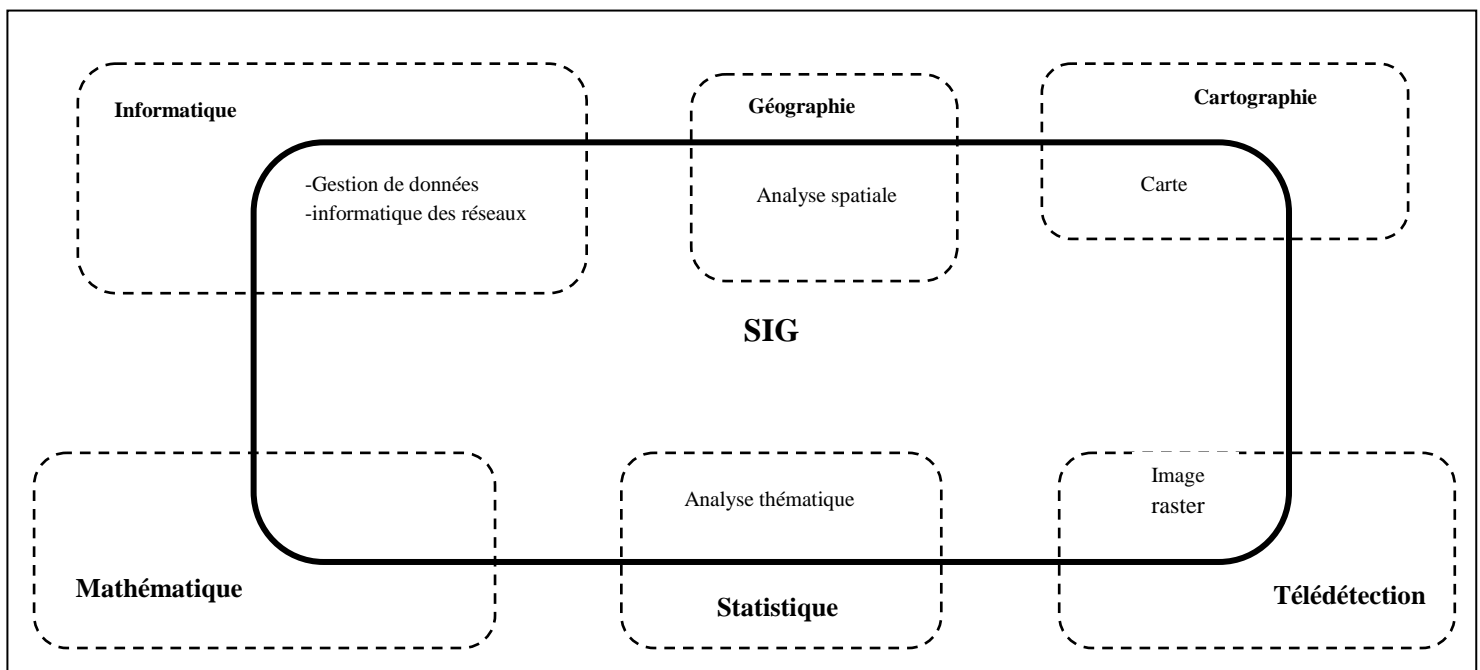 Informatique
Géographie
Cartographie
-Gestion de données
-informatique des réseaux
Analyse spatiale
Carte
SIG
Analyse thématique
Image
raster
Mathématique
Statistique
Télédétection